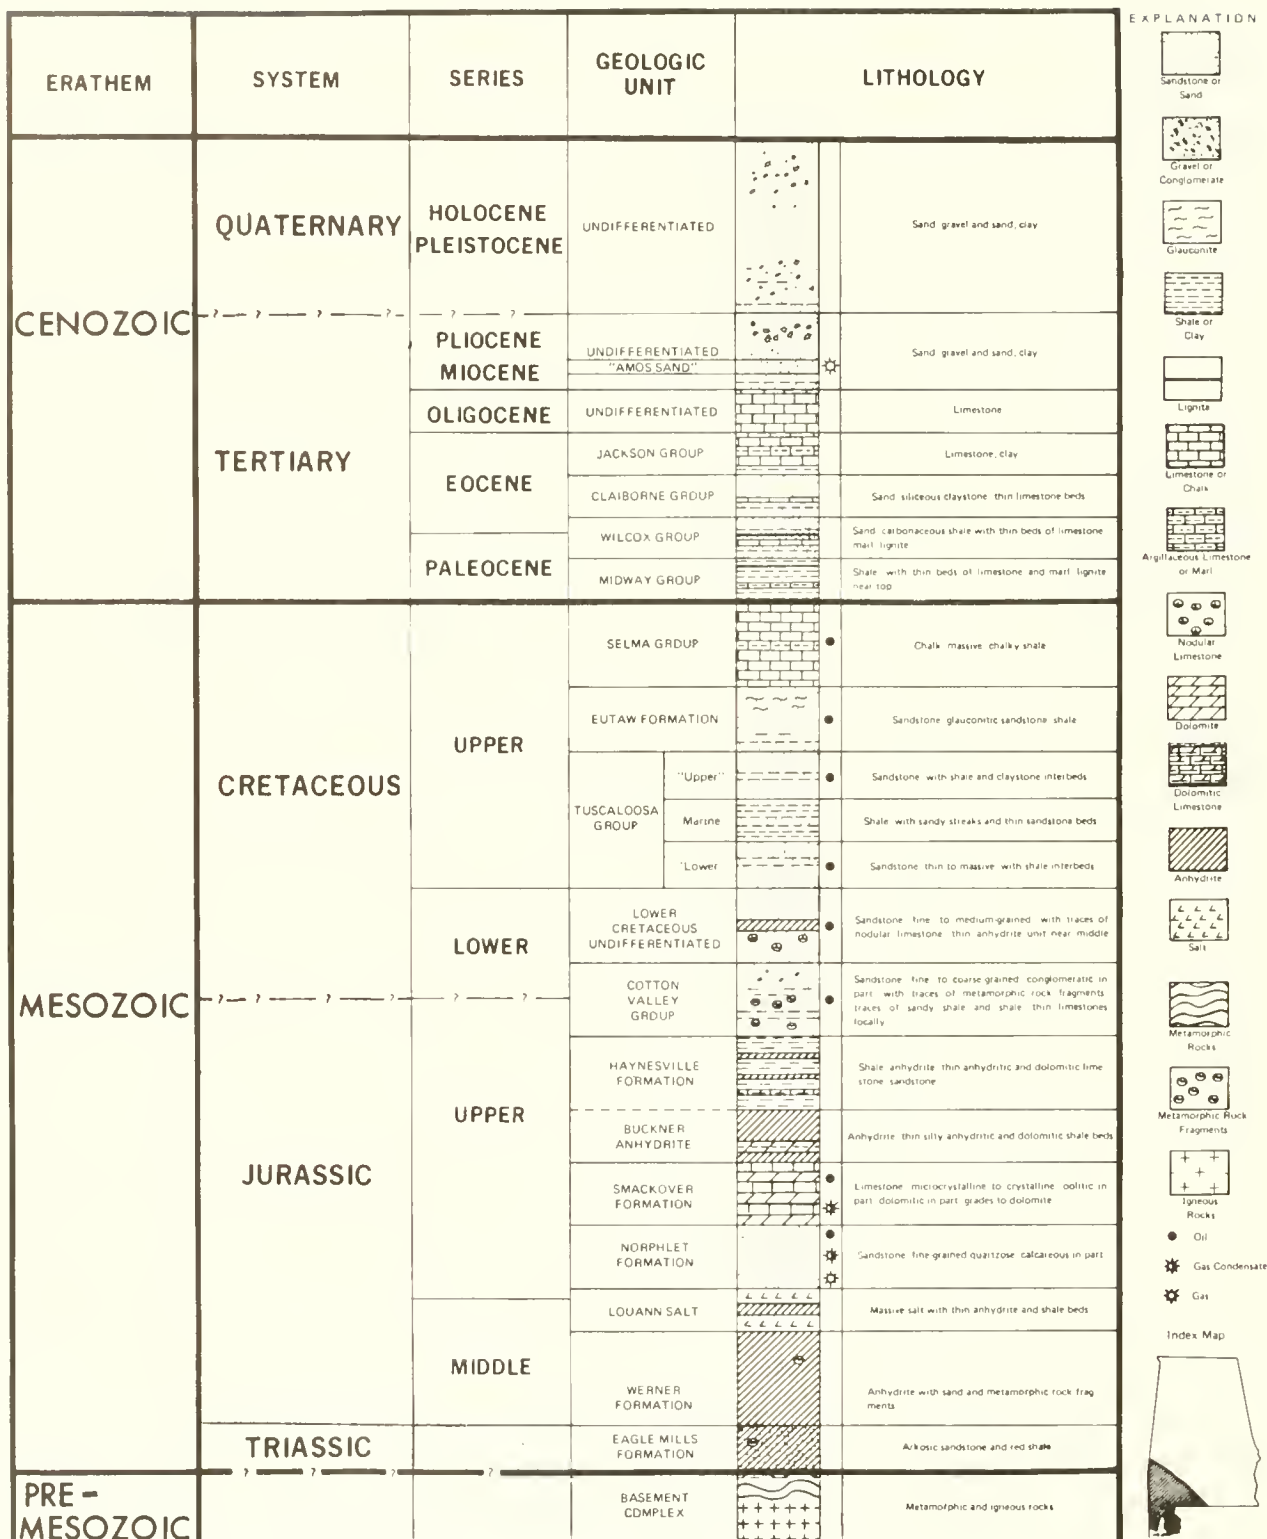 ERATHEM
SYSTEM
SERIES
GEOLOGIC
UNIT
LITHOLOGY
CENOZOIC
QUATERNARY
HOLOCENE
PLEISTOCENE
UNDIFFERENTIATED
Sand gravel and sand, clay
? ? ? ? ? ? ?
TERTIARY
PLIOCENE
MIOCENE
UNDIFFERENTIATED
"AMOS SAND"
Sand gravel and sand, clay
OLIGOCENE
UNDIFFERENTIATED
Limestone
EOCENE
JACKSON GROUP
Limestone, clay
CLAIBORNE GROUP
Sand siliceous claystone thin limestone beds
WILCOX GROUP
Sand carbonaceous shale with thin beds of limestone
marl lignite
PALEOCENE
MIDWAY GROUP
Shale with thin beds of limestone and marl lignite
near top
MESOZOIC
CRETACEOUS
UPPER
SELMA GROUP
Chalk massive chalky shale
EUTAW FORMATION
Sandstone glauconitic sandstone shale
TUSCALOOSA
GROUP
"Upper"
Sandstone with shale and claystone interbeds
Marine
Shale with sandy streaks and thin sandstone beds
"Lower
Sandstone thin to massive with shale interbeds
LOWER
LOWER
CRETACEOUS
UNDIFFERENTIATED
Sandstone fine to medium-grained with traces of
nodular limestone thin anhydrite unit near middle
? ? ? ? ? ?
COTTON
VALLEY
GROUP
Sandstone fine to coarse-grained conglomeratic in
part with traces of metamorphic rock fragments
traces of sandy shale and shale thin limestones
locally
JURASSIC
UPPER
HAYNESVILLE
FORMATION
Shale anhydrite thin anhydritic and dolomitic lime
stone sandstone
BUCKNER
ANHYDRITE
Anhydrite thin silty anhydritic and dolomitic shale beds
SMACKOVER
FORMATION
Limestone microcrystalline to crystalline oolitic in
part dolomitic in part grades to dolomite
NORPHLET
FORMATION
Sandstone fine-grained quartzose calcareous in part
MIDDLE
LOUANN SALT
Massive salt with thin anhydrite and shale beds
WERNER
FORMATION
Anhydrite with sand and metamorphic rock frag
ments
TRIASSIC
EAGLE MILLS
FORMATION
Arkosic sandstone and red shale
? ? ? ? ?
PRE-
MESOZOIC
BASEMENT
COMPLEX
Metamorphic and igneous rocks
EXPLANATION
Sandstone or
Sand
Gravel or
Conglomerate
Glauconite
Shale or
Clay
Lignite
Limestone or
Chalk
Argillaceous Limestone
or Marl
Nodular
Limestone
Dolomite
Dolomitic
Limestone
Anhydrite
Salt
Metamorphic
Rocks
Metamorphic Rock
Fragments
Igneous
Rocks
Oil
Gas Condensate
Gas
Index Map